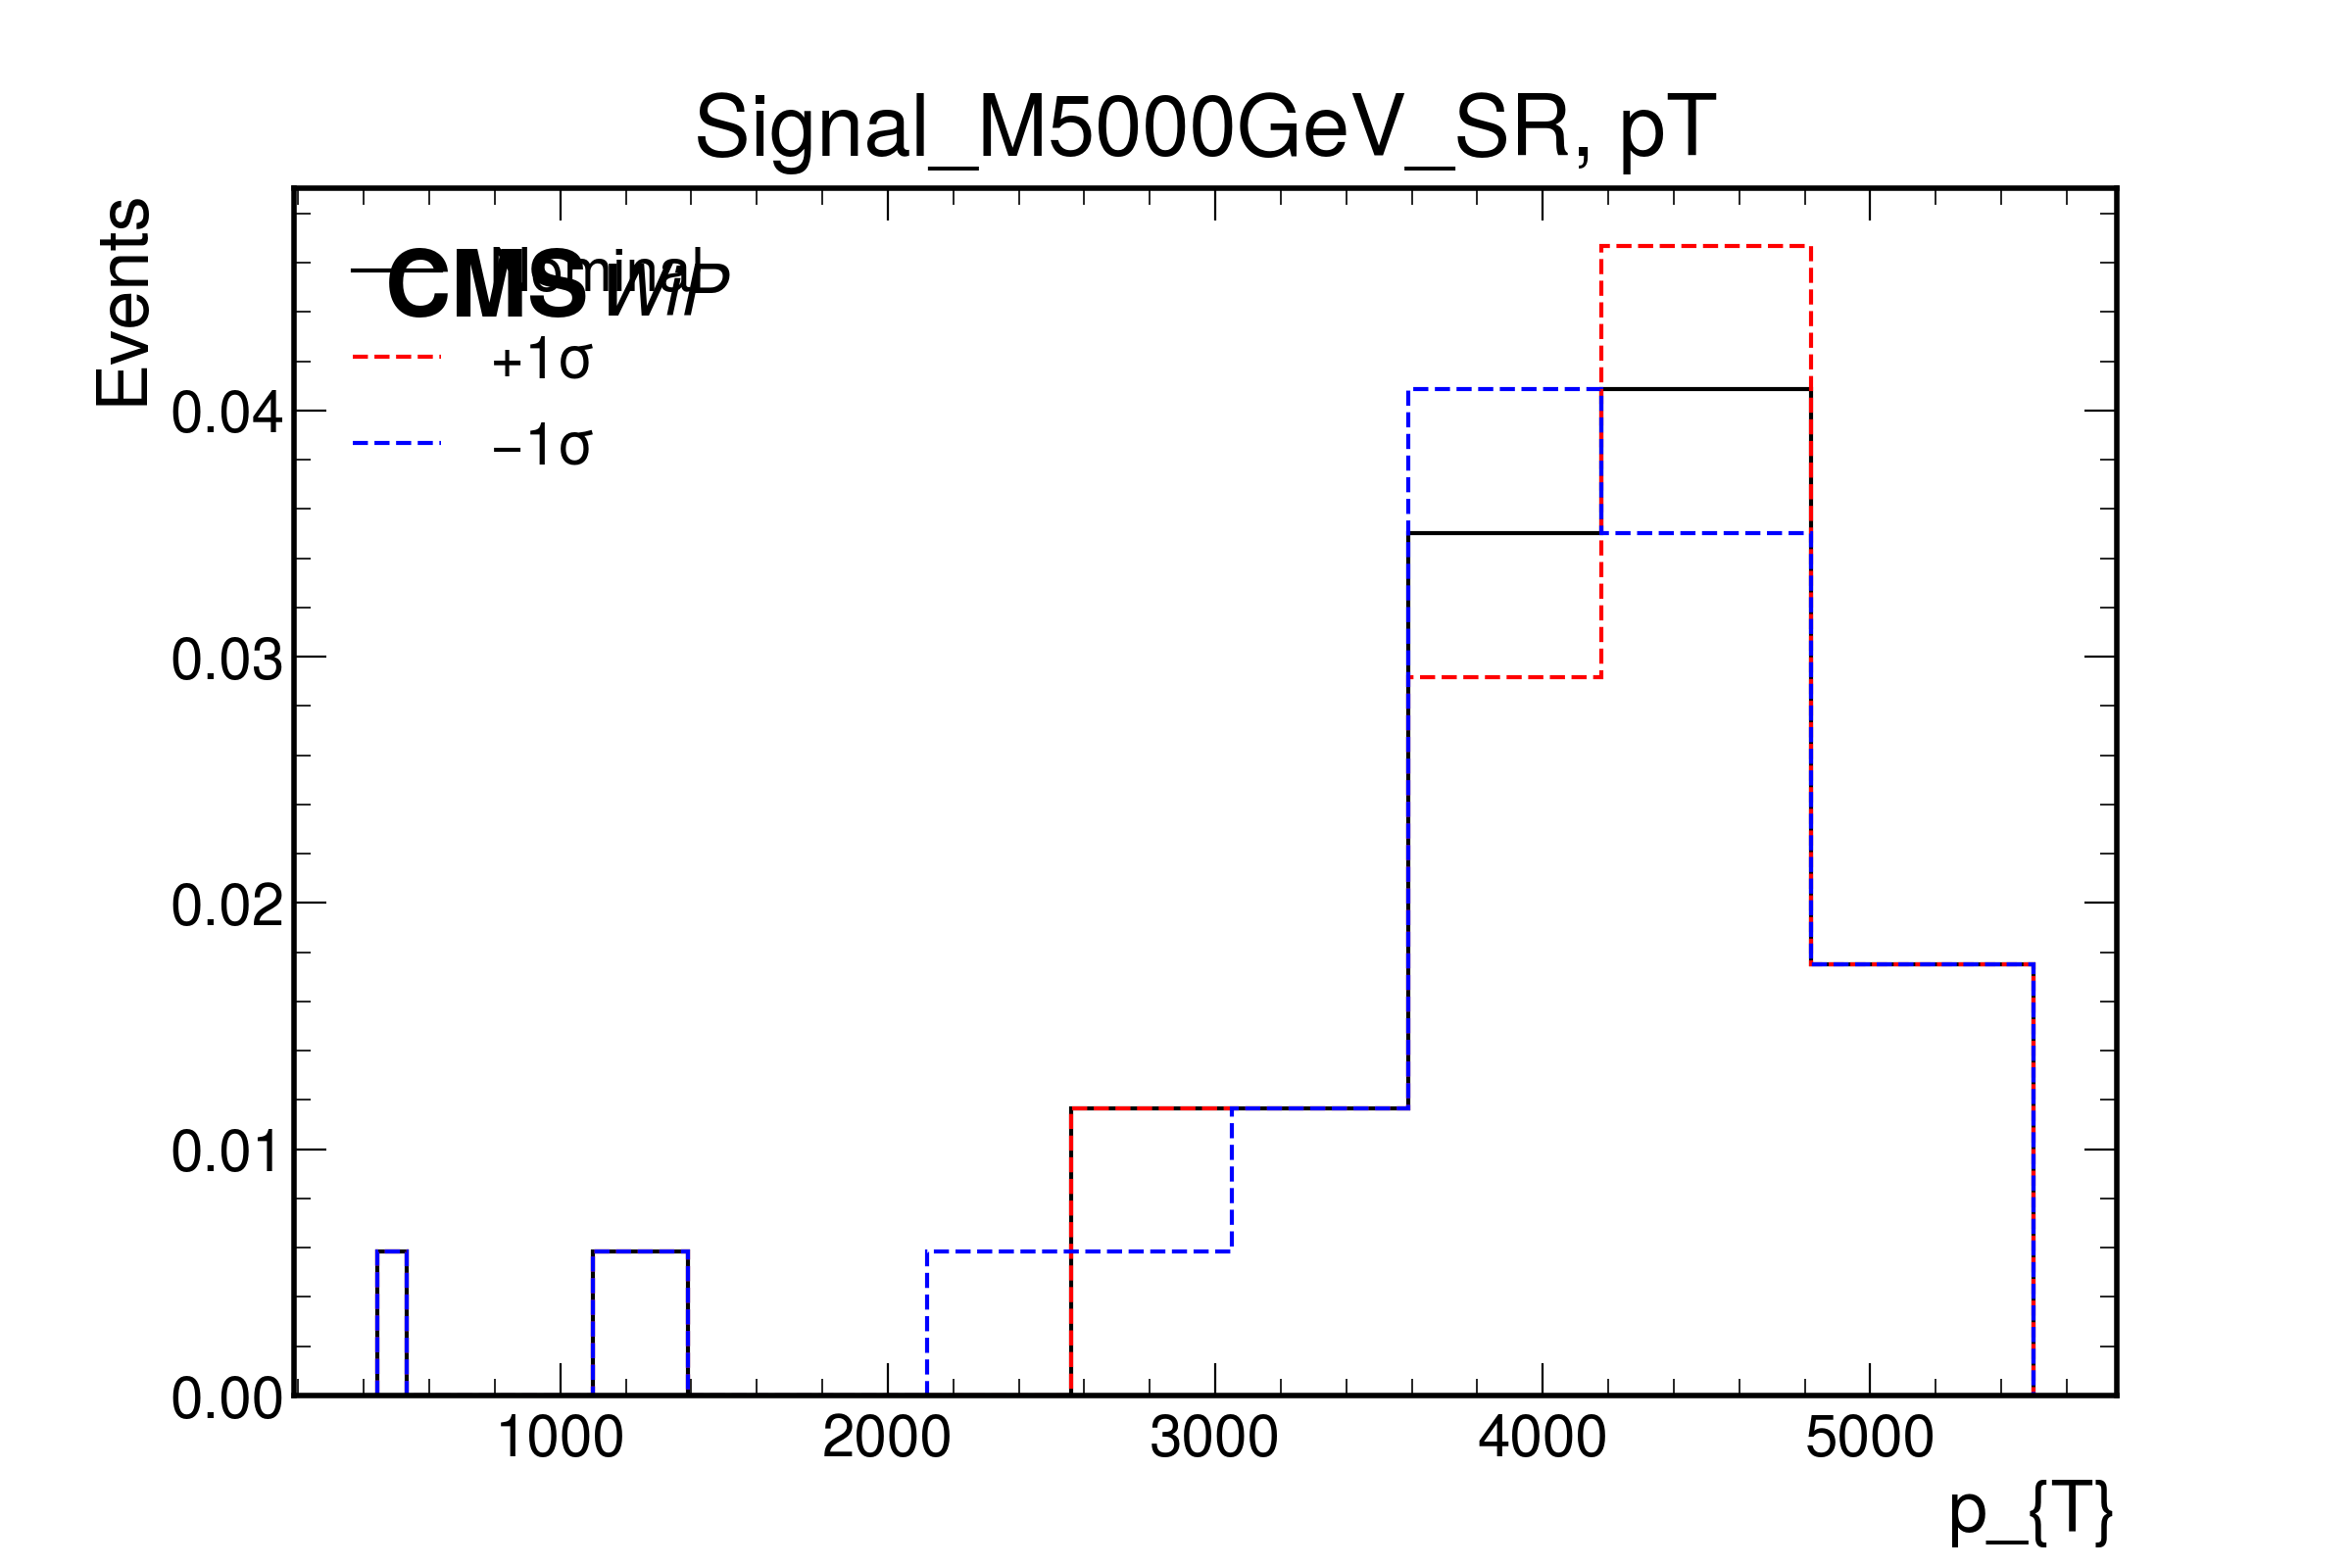 Signal_M5000GeV_SR, pT
Events
CMS WiP
Nominal
+1σ
−1σ
0.04
0.03
0.02
0.01
0.00
1000 2000 3000 4000 5000
p_{T}